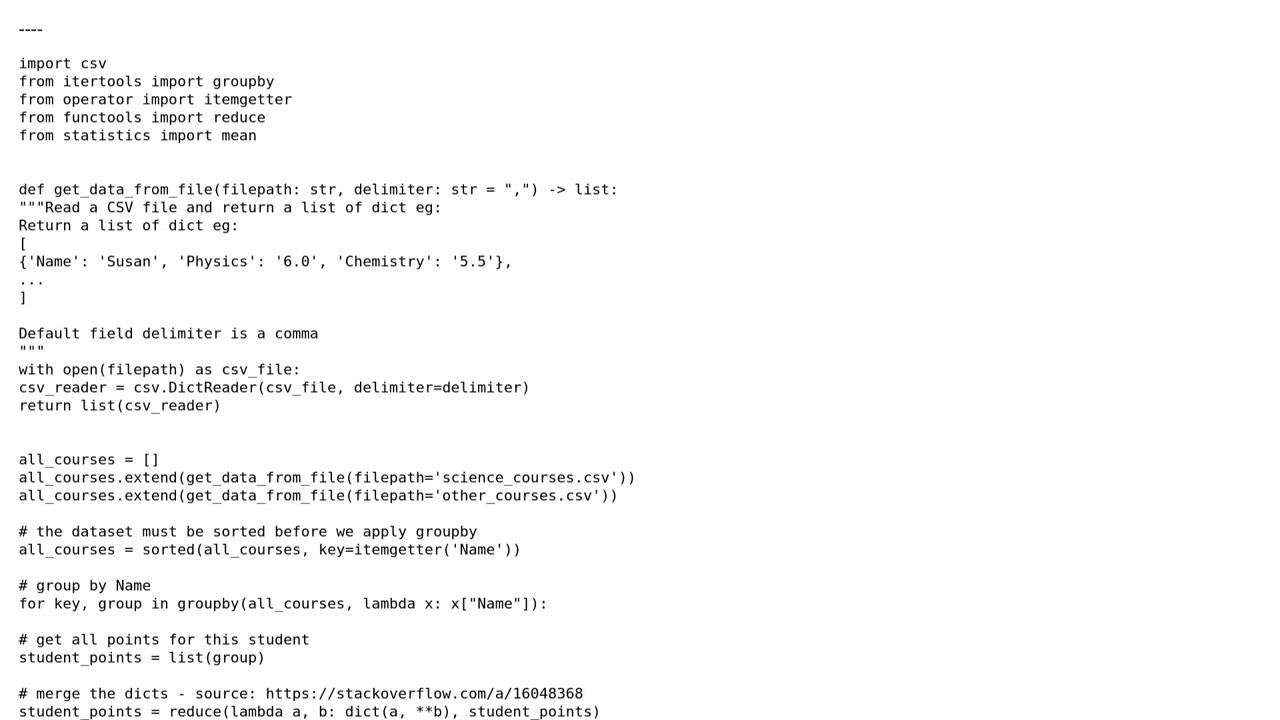 ----
import csv
from itertools import groupby
from operator import itemgetter
from functools import reduce
from statistics import mean
def get_data_from_file(filepath: str, delimiter: str = ",") -> list:
"""Read a CSV file and return a list of dict eg:
Return a list of dict eg:
[
{'Name': 'Susan', 'Physics': '6.0', 'Chemistry': '5.5'},
...
]
Default field delimiter is a comma
"""
with open(filepath) as csv_file:
csv_reader = csv.DictReader(csv_file, delimiter=delimiter)
return list(csv_reader)
all_courses = []
all_courses.extend(get_data_from_file(filepath='science_courses.csv'))
all_courses.extend(get_data_from_file(filepath='other_courses.csv'))
# the dataset must be sorted before we apply groupby
all_courses = sorted(all_courses, key=itemgetter('Name'))
# group by Name
for key, group in groupby(all_courses, lambda x: x["Name"]):
# get all points for this student
student_points = list(group)
# merge the dicts - source: https://stackoverflow.com/a/16048368
student_points = reduce(lambda a, b: dict(a, **b), student_points)